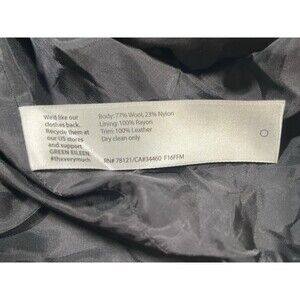 We'd like our
clothes back.
Recycle them at
our US stores
and support
GREEN EILEEN.
#theverymuch
Body: 77% Wool, 23% Nylon
Lining: 100% Rayon
Trim: 100% Leather
Dry clean only
RN# 78121/CA#34460 F16FFM